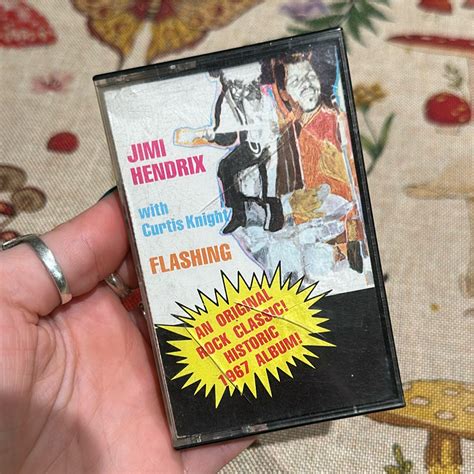 JIMI
HENDRIX
with
Curtis Knight
FLASHING
AN ORIGINAL
ROCK CLASSIC!
HISTORIC
1967 ALBUM!